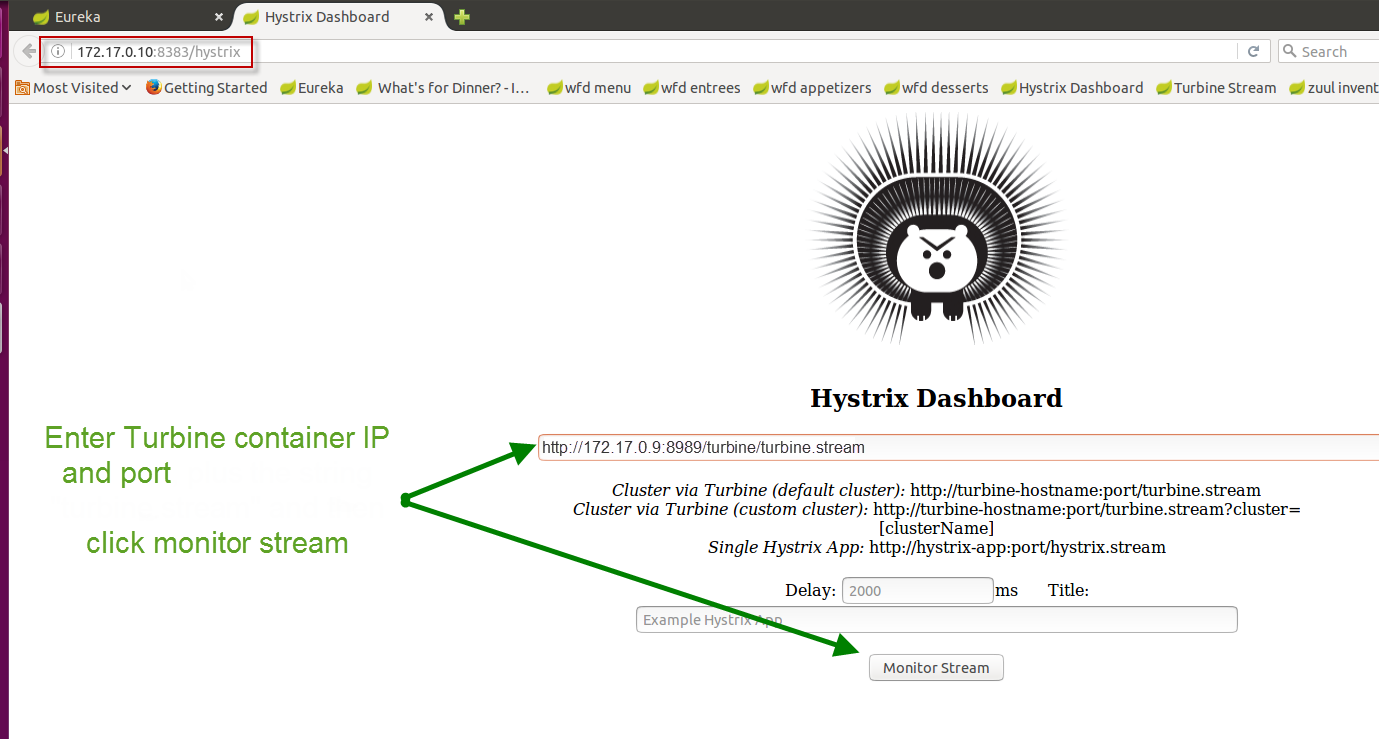 Eureka
Hystrix Dashboard
172.17.0.10:8383/hystrix
Search
Most Visited
Getting Started
Eureka
What's for Dinner? - I...
wfd menu
wfd entrees
wfd appetizers
wfd desserts
Hystrix Dashboard
Turbine Stream
zuul invent
Hystrix Dashboard
Enter Turbine container IP
and port
click monitor stream
http://172.17.0.9:8989/turbine/turbine.stream
Cluster via Turbine (default cluster): http://turbine-hostname:port/turbine.stream
Cluster via Turbine (custom cluster): http://turbine-hostname:port/turbine.stream?cluster=
[clusterName]
Single Hystrix App: http://hystrix-app:port/hystrix.stream
Delay: 2000 ms Title:
Example Hystrix App
Monitor Stream